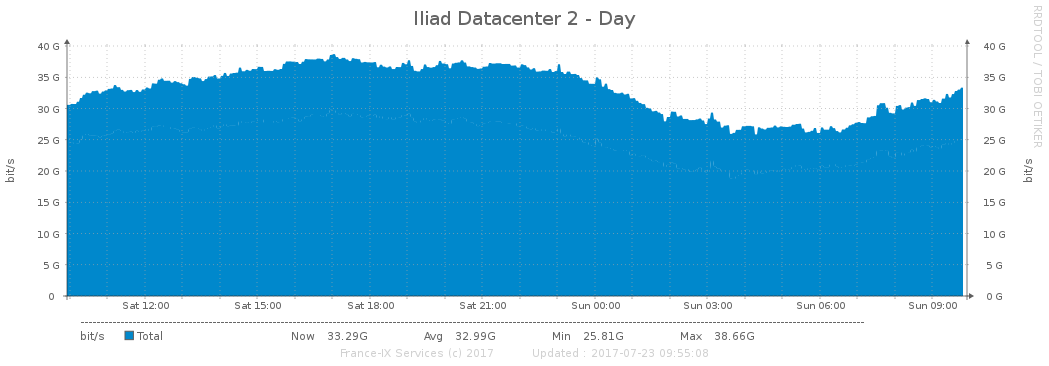 Iliad Datacenter 2 - Day
RRDTOOL / TOBI OETIKER
40 G 40 G
35 G 35 G
30 G 30 G
25 G 25 G
20 G 20 G
15 G 15 G
10 G 10 G
5 G 5 G
0 0 G
bit/s
bit/s
Sat 12:00 Sat 15:00 Sat 18:00 Sat 21:00 Sun 00:00 Sun 03:00 Sun 06:00 Sun 09:00
bit/s Total Now 33.29G Avg 32.99G Min 25.81G Max 38.66G
France-IX Services (c) 2017 Updated : 2017-07-23 09:55:08